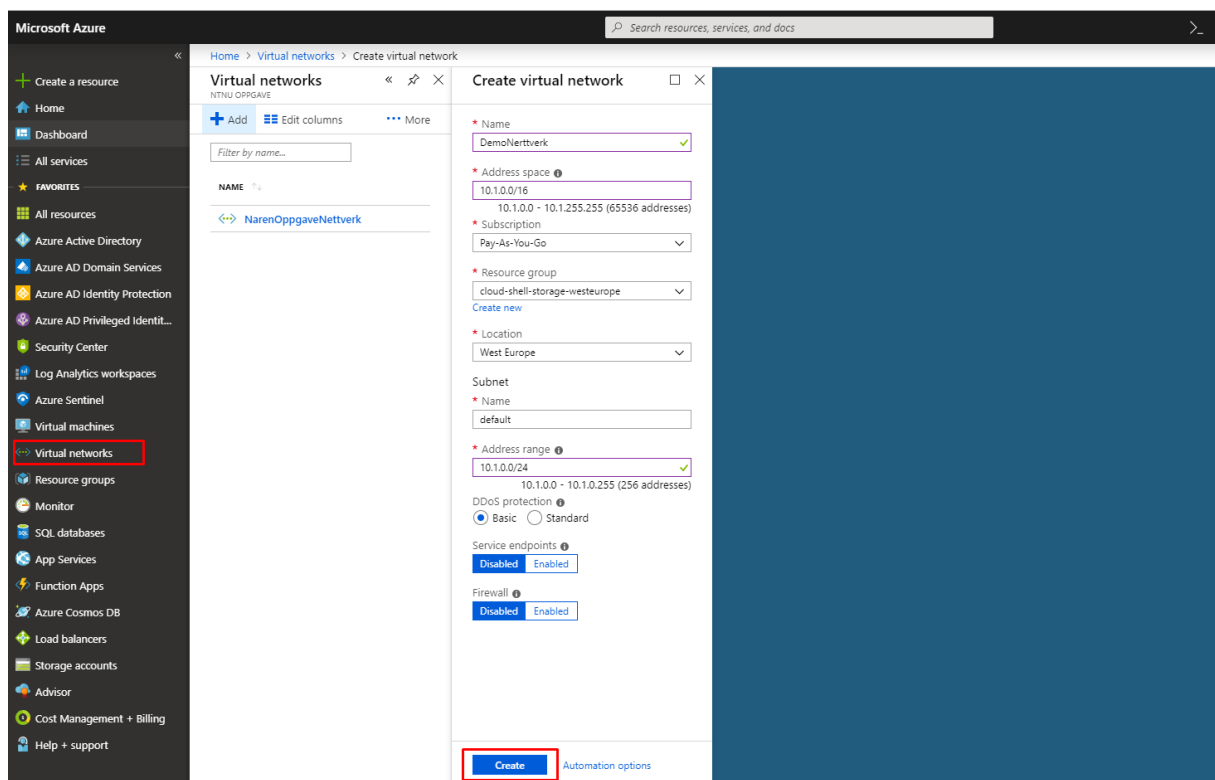 Microsoft Azure
Search resources, services, and docs
«
Create a resource
Home
Dashboard
All services
FAVORITES
All resources
Azure Active Directory
Azure AD Domain Services
Azure AD Identity Protection
Azure AD Privileged Identit...
Security Center
Log Analytics workspaces
Azure Sentinel
Virtual machines
Virtual networks
Resource groups
Monitor
SQL databases
App Services
Function Apps
Azure Cosmos DB
Load balancers
Storage accounts
Advisor
Cost Management + Billing
Help + support
Home > Virtual networks > Create virtual network
Virtual networks
NTNU OPPGAVE
Add Edit columns ••• More
Filter by name...
NAME
NarenOppgaveNettverk
Create virtual network
* Name
DemoNerttverk
* Address space
10.1.0.0/16
10.1.0.0 - 10.1.255.255 (65536 addresses)
* Subscription
Pay-As-You-Go
* Resource group
cloud-shell-storage-westeurope
Create new
* Location
West Europe
Subnet
* Name
default
* Address range
10.1.0.0/24
10.1.0.0 - 10.1.0.255 (256 addresses)
DDoS protection
Basic Standard
Service endpoints
Disabled Enabled
Firewall
Disabled Enabled
Create Automation options